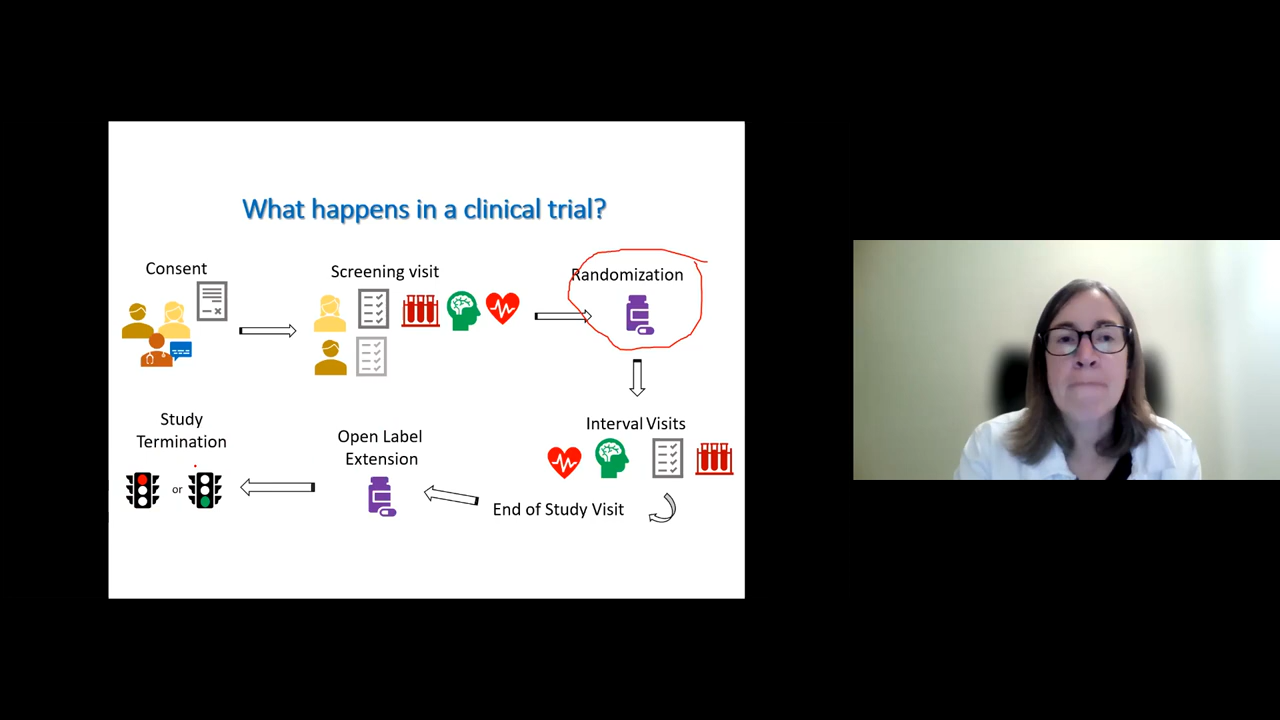 What happens in a clinical trial?
Consent
Screening visit
Randomization
Interval Visits
End of Study Visit
Open Label
Extension
Study
Termination
or